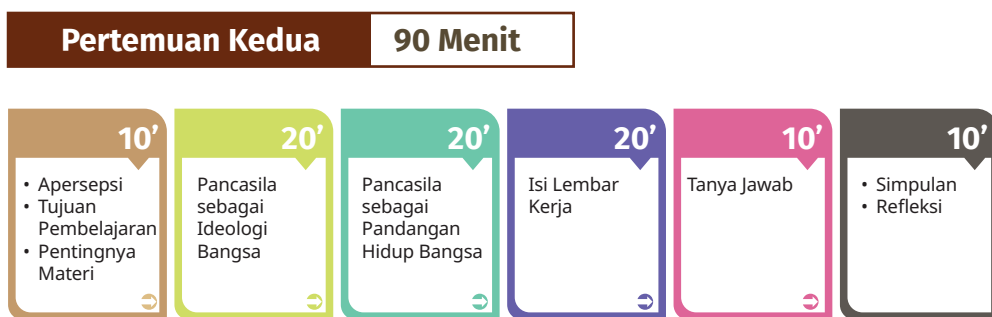 Pertemuan Kedua 90 Menit
10’
• Apersepsi
• Tujuan
Pembelajaran
• Pentingnya
Materi
20’
Pancasila
sebagai
Ideologi
Bangsa
20’
Pancasila
sebagai
Pandangan
Hidup Bangsa
20’
Isi Lembar
Kerja
10’
Tanya Jawab
10’
• Simpulan
• Refleksi